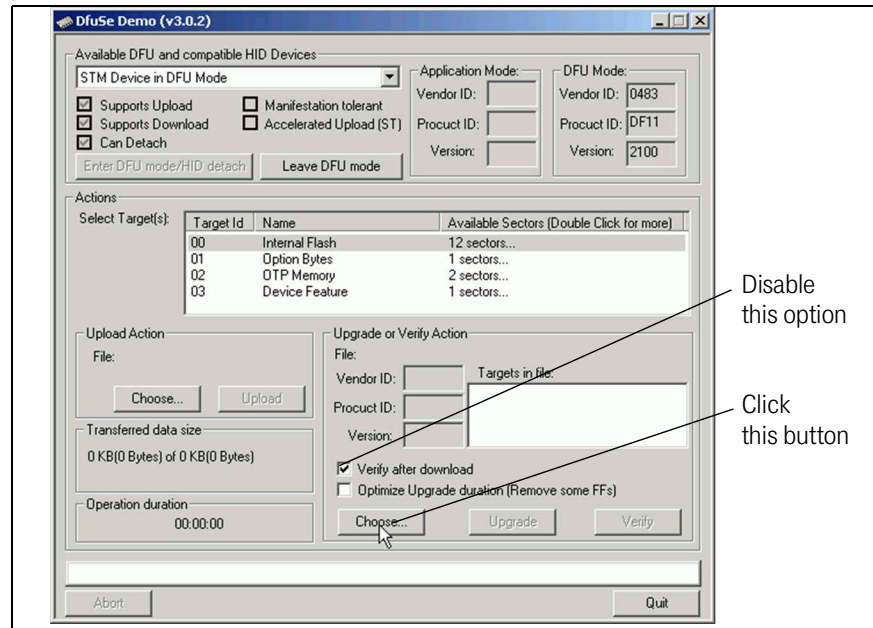 DfuSe Demo (v3.0.2)
Available DFU and compatible HID Devices
STM Device in DFU Mode
Supports Upload
Manifestation tolerant
Supports Download
Accelerated Upload (ST)
Can Detach
Enter DFU mode/HID detach
Leave DFU mode
Application Mode:
Vendor ID:
Procuct ID:
Version:
DFU Mode:
Vendor ID: 0483
Procuct ID: DF11
Version: 2100
Actions
Select Target(s):
Target Id Name Available Sectors (Double Click for more)
00 Internal Flash 12 sectors...
01 Option Bytes 1 sectors...
02 OTP Memory 2 sectors...
03 Device Feature 1 sectors...
Upload Action
File:
Choose...
Upload
Transferred data size
0 KB(0 Bytes) of 0 KB(0 Bytes)
Operation duration
00:00:00
Upgrade or Verify Action
File:
Vendor ID:
Procuct ID:
Version:
Targets in file:
Verify after download
Optimize Upgrade duration (Remove some FFs)
Choose...
Upgrade
Verify
Abort
Quit
Disable
this option
Click
this button